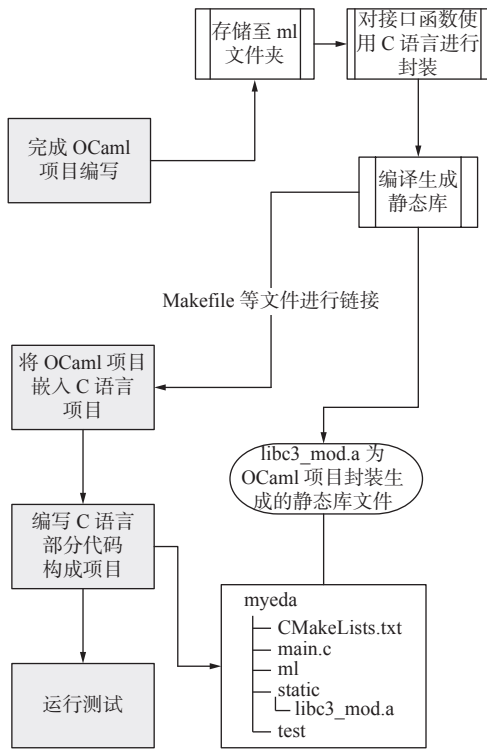 存储至 ml
文件夹
对接口函数使
用 C 语言进行
封装
完成 OCaml
项目编写
编译生成
静态库
Makefile 等文件进行链接
将 OCaml 项目
嵌入 C 语言
项目
libc3_mod.a 为
OCaml 项目封装生
成的静态库文件
编写 C 语言
部分代码
构成项目
myeda
CMakeLists.txt
main.c
ml
static
libc3_mod.a
test
运行测试